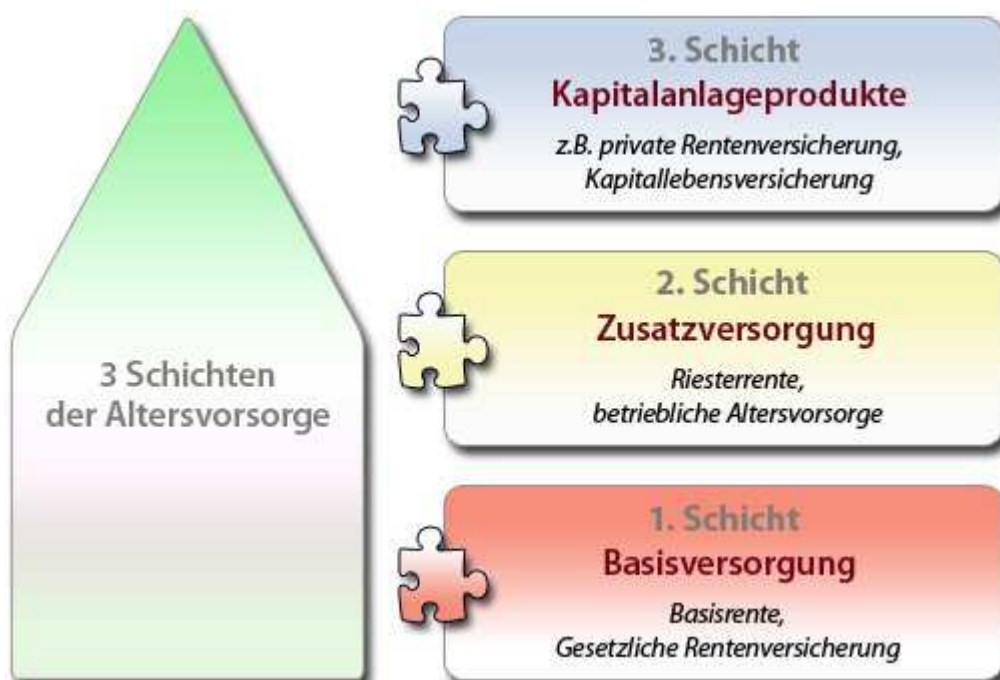 3 Schichten
der Altersvorsorge
3. Schicht
Kapitalanlageprodukte
z.B. private Rentenversicherung,
Kapitallebensversicherung
2. Schicht
Zusatzversorgung
Riesterrente,
betriebliche Altersvorsorge
1. Schicht
Basisversorgung
Basisrente,
Gesetzliche Rentenversicherung